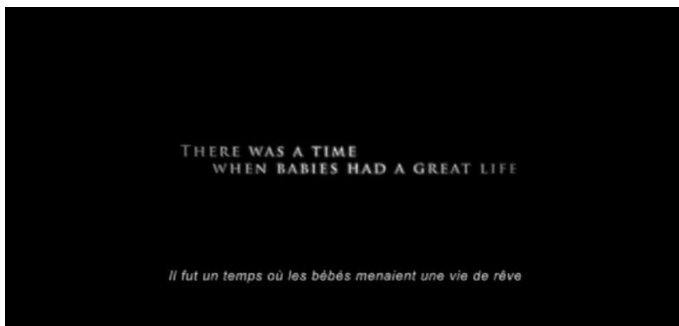 There was a time
when babies had a great life
Il fut un temps où les bébés menaient une vie de rêve